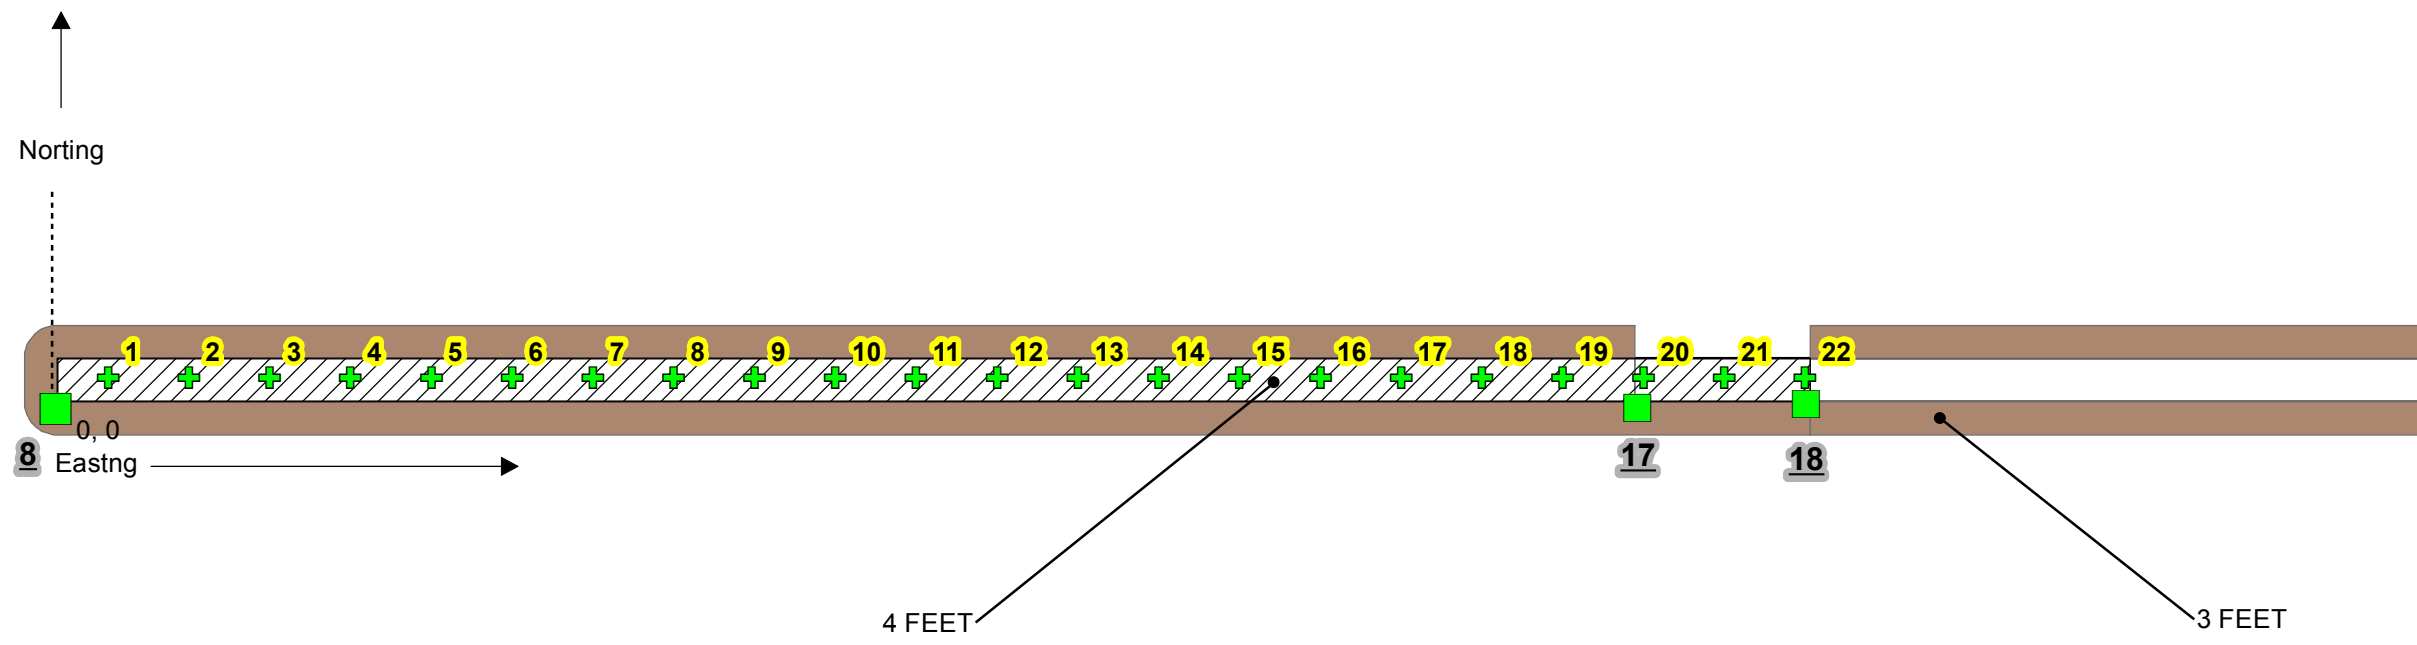 Norting
1 2 3 4 5 6 7 8 9 10 11 12 13 14 15 16 17 18 19 20 21 22
0, 0
8 Eastng 17 18
4 FEET 3 FEET